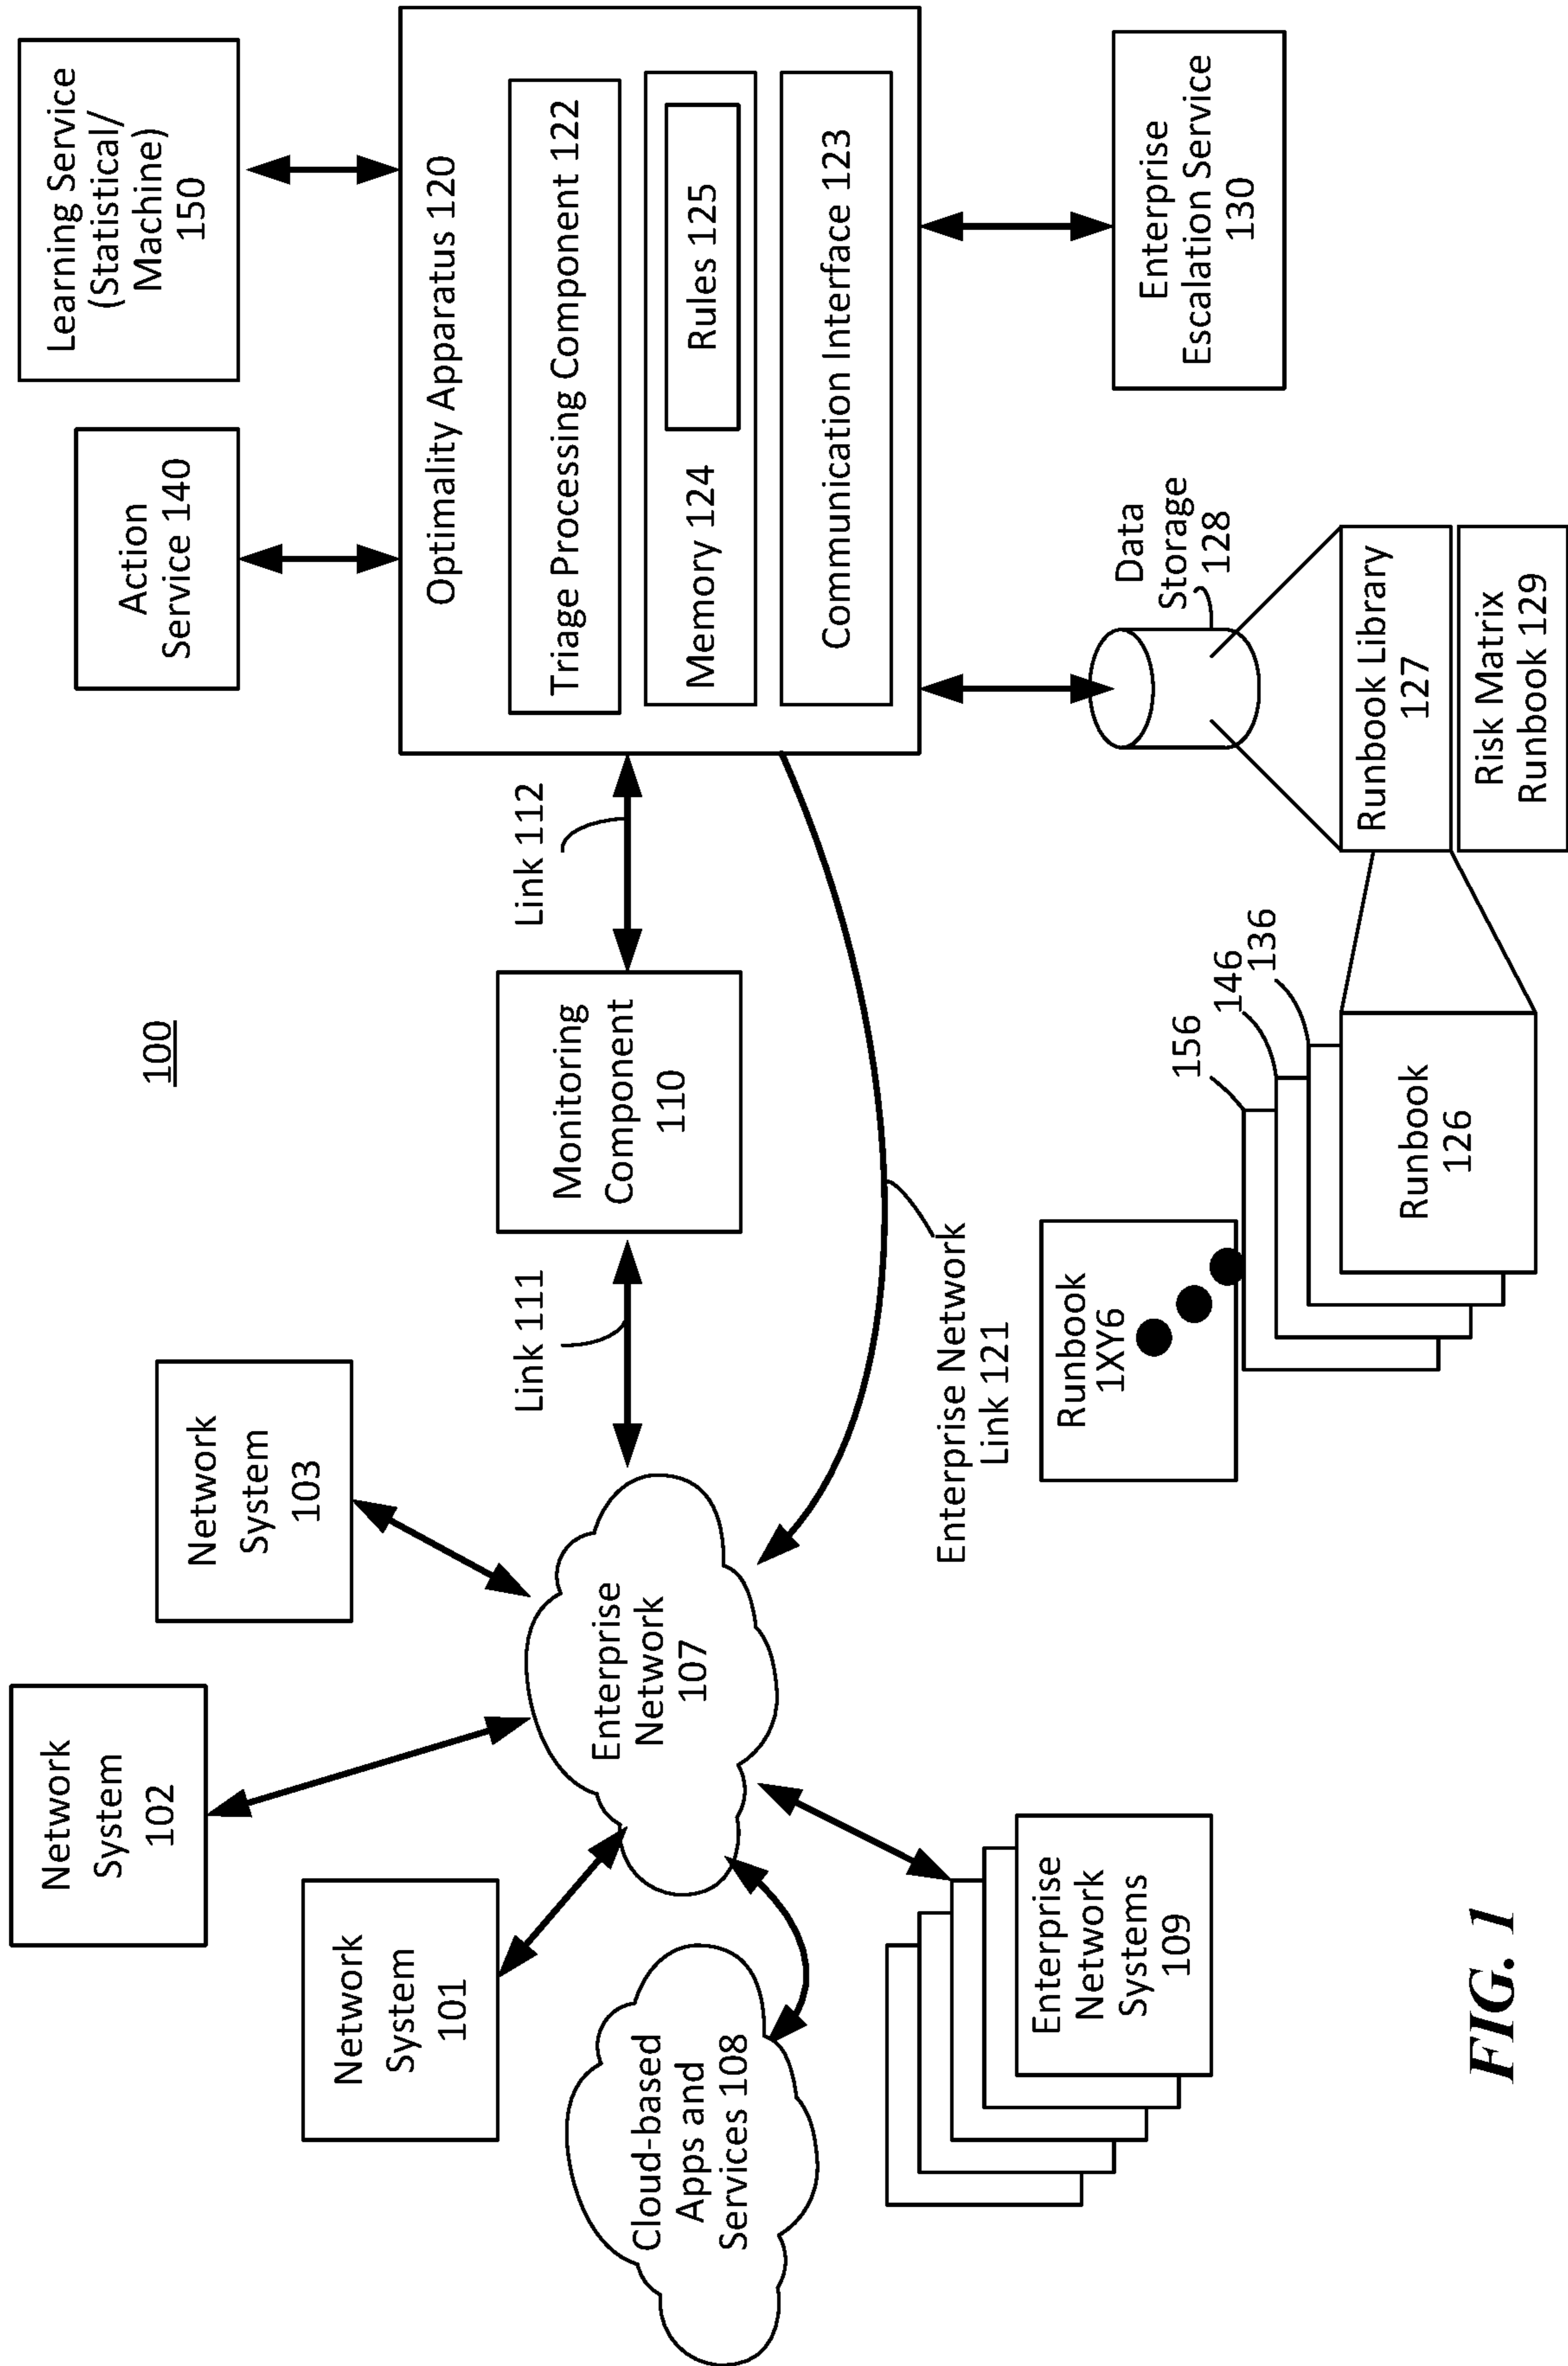 100
Network
System
102
Network
System
103
Network
System
101
Action
Service 140
Learning Service
(Statistical/
Machine)
150
Cloud-based
Apps and
Services 108
Enterprise
Network
107
Link 111
Monitoring
Component
110
Link 112
Optimality Apparatus 120
Triage Processing Component 122
Memory 124
Rules 125
Communication Interface 123
Enterprise Network
Link 121
Enterprise
Network
Systems
109
Runbook
1XY6
156
146
136
Runbook
126
Data
Storage
128
Runbook Library
127
Risk Matrix
Runbook 129
Enterprise
Escalation Service
130
FIG. 1